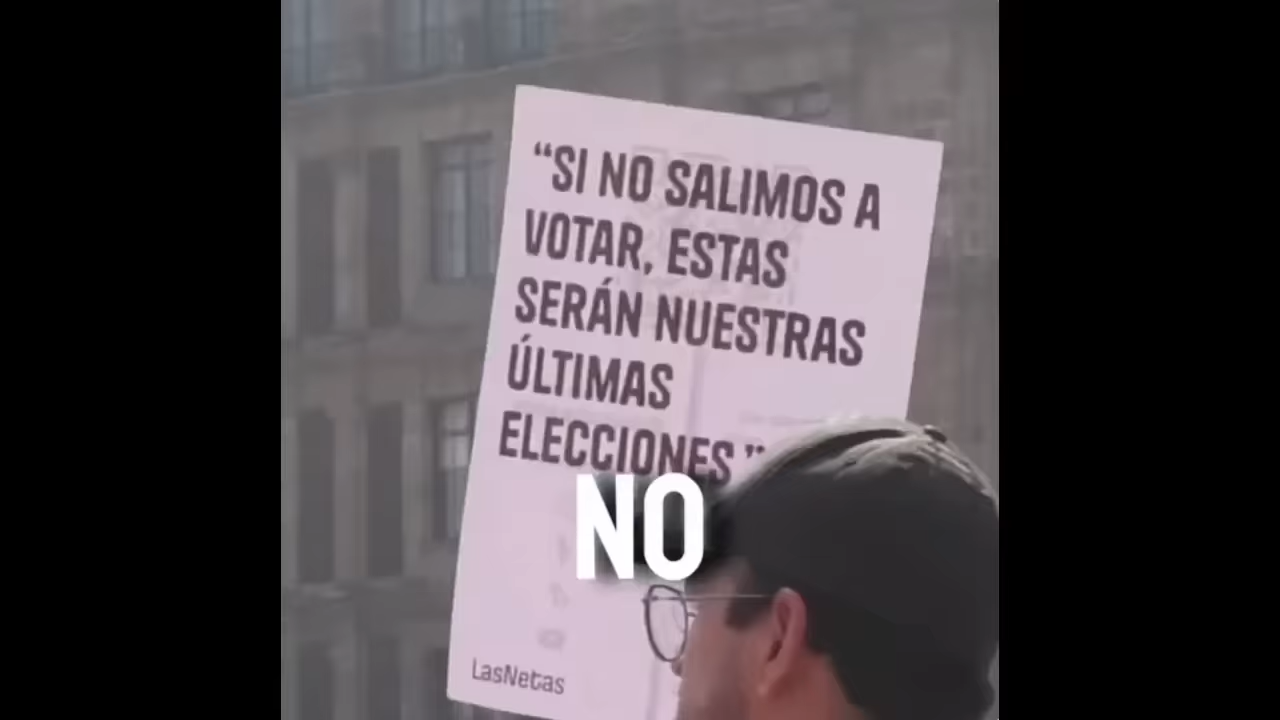 “SI NO SALIMOS A
VOTAR, ESTAS
SERÁN NUESTRAS
ÚLTIMAS
ELECCIONES.”
NO
LasNetas